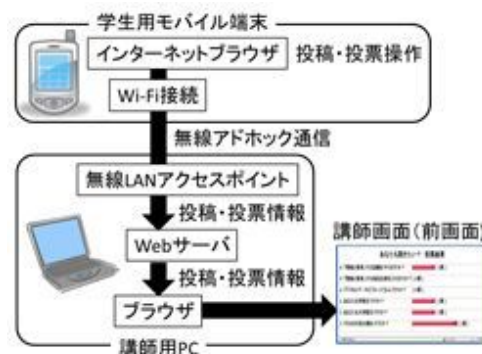 学生用モバイル端末
インターネットブラウザ
投稿・投票操作
Wi-Fi接続
無線アドホック通信
無線LANアクセスポイント
投稿・投票情報
Webサーバ
投稿・投票情報
ブラウザ
講師用PC
講師画面(前画面)